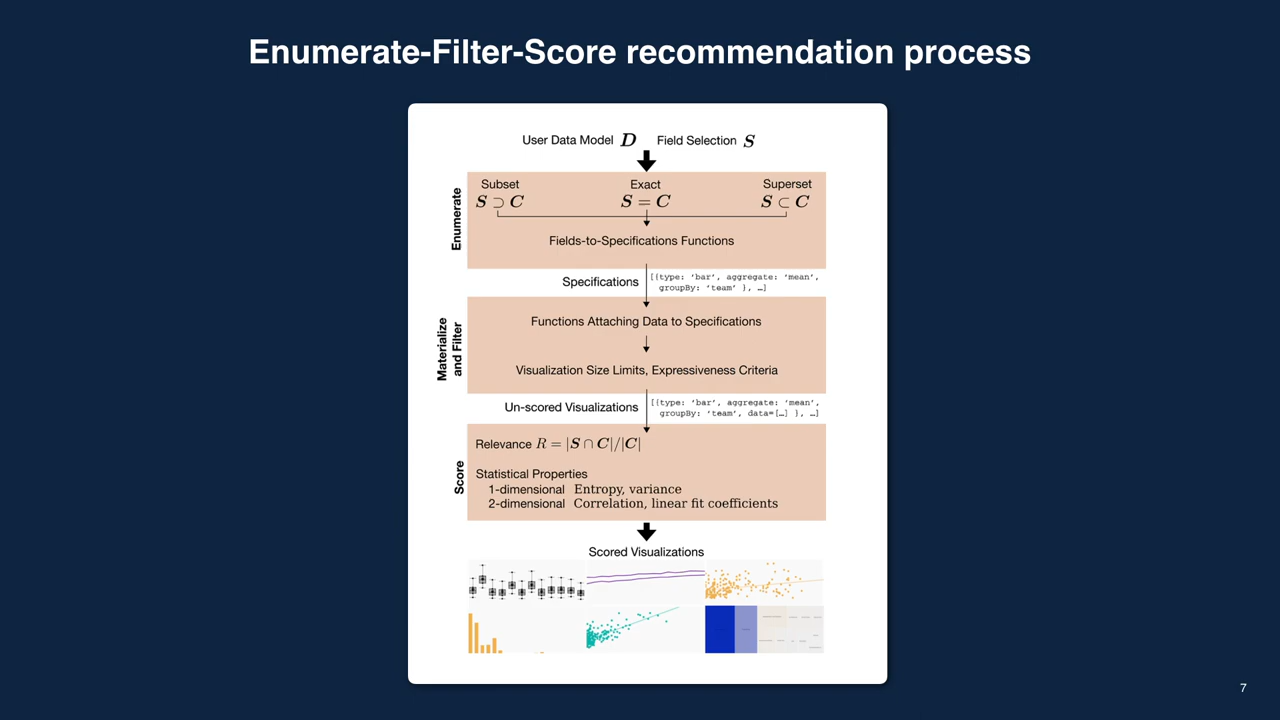 Enumerate-Filter-Score recommendation process
User Data Model D Field Selection S
Enumerate
Subset Exact Superset
S ⊃ C S = C S ⊂ C
Fields-to-Specifications Functions
Specifications
[{type: ‘bar’, aggregate: ‘mean’,
groupBy: ‘team’ }, …]
Materialize
and Filter
Functions Attaching Data to Specifications
Visualization Size Limits, Expressiveness Criteria
Un-scored Visualizations
[{type: ‘bar’, aggregate: ‘mean’,
groupBy: ‘team’, data=[…] }, …]
Score
Relevance R = |S ∩ C|/|C|
Statistical Properties
1-dimensional Entropy, variance
2-dimensional Correlation, linear fit coefficients
Scored Visualizations
7